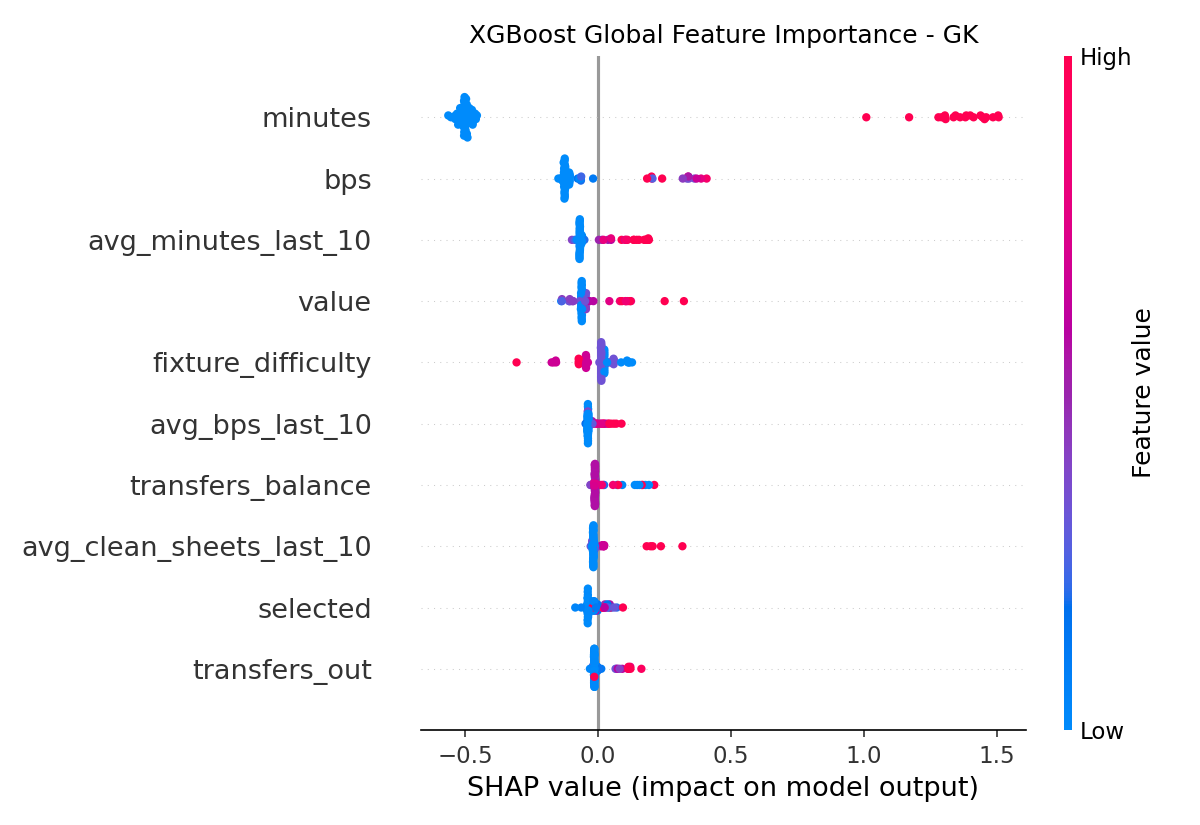 XGBoost Global Feature Importance - GK
High
minutes
bps
avg_minutes_last_10
value
fixture_difficulty
avg_bps_last_10
transfers_balance
avg_clean_sheets_last_10
selected
transfers_out
Feature value
Low
−0.5 0.0 0.5 1.0 1.5
SHAP value (impact on model output)